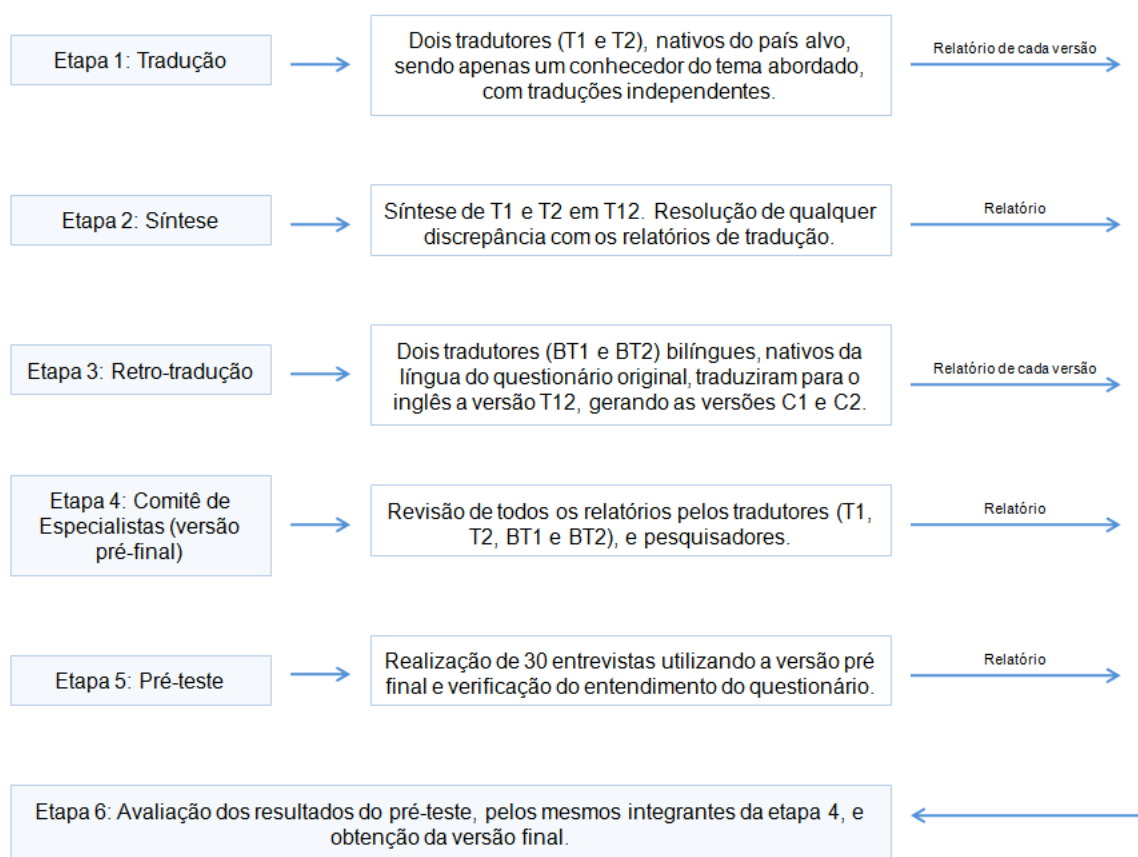 Etapa 1: Tradução
Dois tradutores (T1 e T2), nativos do país alvo,
sendo apenas um conhecedor do tema abordado,
com traduções independentes.
Relatório de cada versão
Etapa 2: Síntese
Síntese de T1 e T2 em T12. Resolução de qualquer
discrepância com os relatórios de tradução.
Relatório
Etapa 3: Retro-tradução
Dois tradutores (BT1 e BT2) bilíngues, nativos da
língua do questionário original, traduziram para o
inglês a versão T12, gerando as versões C1 e C2.
Relatório de cada versão
Etapa 4: Comitê de
Especialistas (versão
pré-final)
Revisão de todos os relatórios pelos tradutores (T1,
T2, BT1 e BT2), e pesquisadores.
Relatório
Etapa 5: Pré-teste
Realização de 30 entrevistas utilizando a versão pré
final e verificação do entendimento do questionário.
Relatório
Etapa 6: Avaliação dos resultados do pré-teste, pelos mesmos integrantes da etapa 4, e
obtenção da versão final.